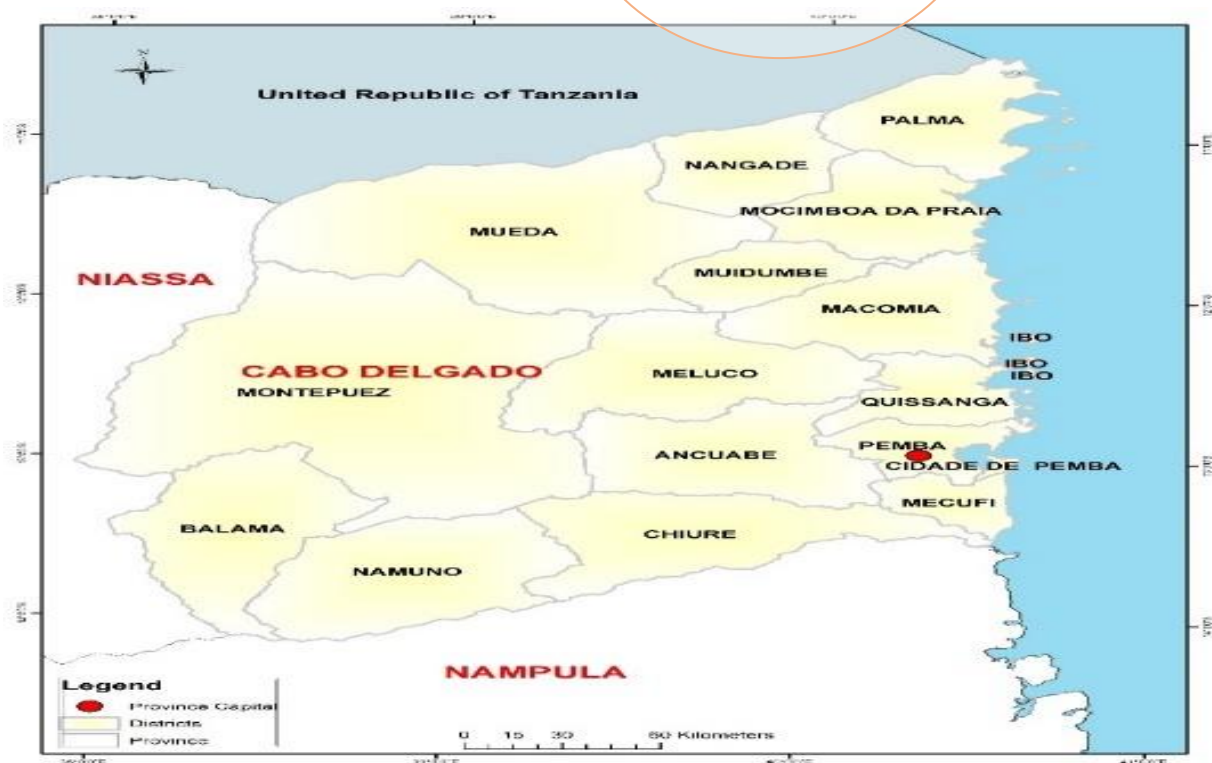 N
United Republic of Tanzania
PALMA
NANGADE
MOCIMBOA DA PRAIA
MUEDA
MUIDUMBE
NIASSA
MACOMIA
IBO
IBO
IBO
CABO DELGADO
MELUCO
MONTEPUEZ
QUISSANGA
PEMBA
ANCUABE
CIDADE DE PEMBA
MECUFI
BALAMA
CHIURE
NAMUNO
NAMPULA
Legend
Province Capital
Districts
Province
0 15 30 60 Kilometers